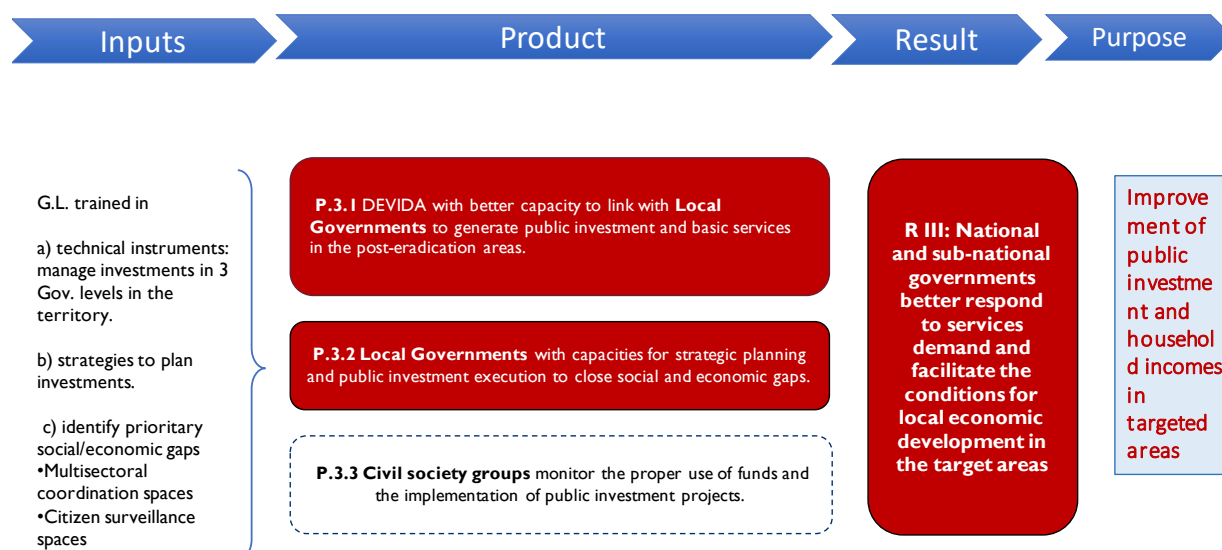 Inputs
Product
Result
Purpose
G.L. trained in
a) technical instruments:
manage investments in 3
Gov. levels in the
territory.
b) strategies to plan
investments.
c) identify prioritary
social/economic gaps
•Multisectoral
coordination spaces
•Citizen surveillance
spaces
P.3.1 DEVIDA with better capacity to link with Local
Governments to generate public investment and basic services
in the post-eradication areas.
P.3.2 Local Governments with capacities for strategic planning
and public investment execution to close social and economic gaps.
P.3.3 Civil society groups monitor the proper use of funds and
the implementation of public investment projects.
R III: National
and sub-national
governments
better respond
to services
demand and
facilitate the
conditions for
local economic
development in
the target areas
Improve
ment of
public
investme
nt and
househol
d incomes
in
targeted
areas